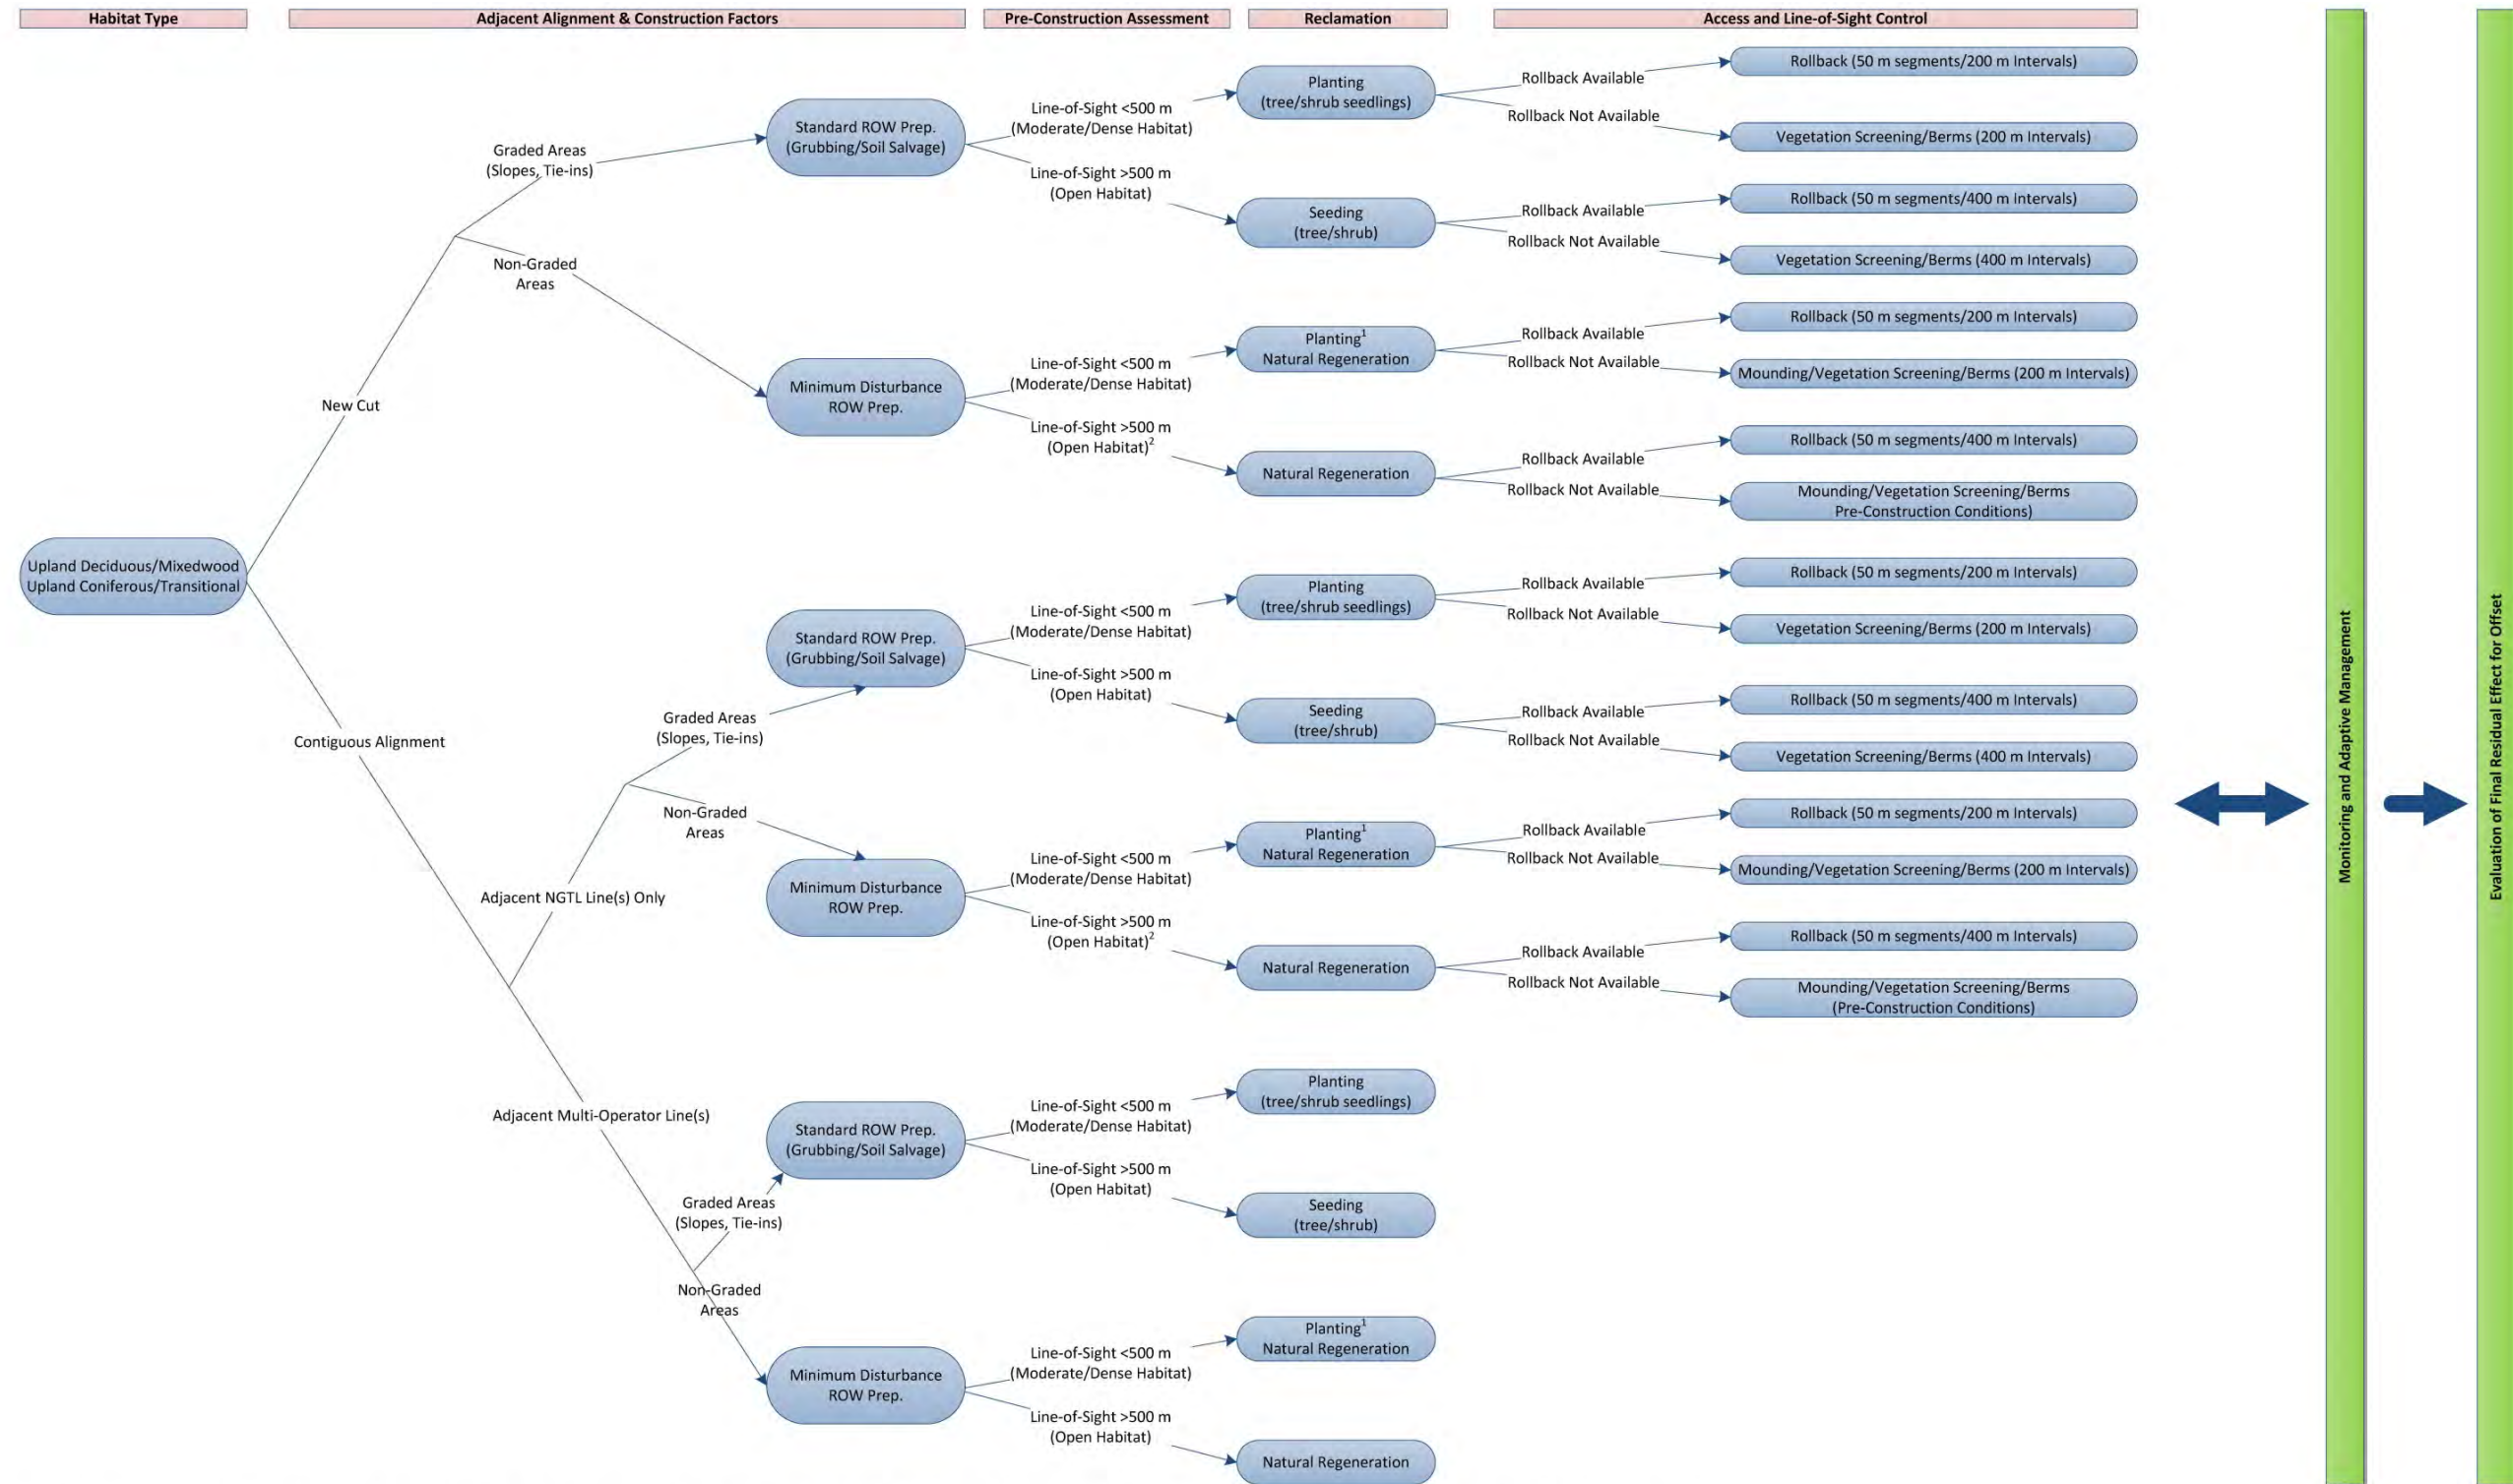 Habitat Type
Adjacent Alignment & Construction Factors
Pre-Construction Assessment
Reclamation
Access and Line-of-Sight Control
Upland Deciduous/Mixedwood
Upland Coniferous/Transitional
New Cut
Graded Areas
(Slopes, Tie-ins)
Standard ROW Prep.
(Grubbing/Soil Salvage)
Line-of-Sight <500 m
(Moderate/Dense Habitat)
Planting
(tree/shrub seedlings)
Rollback Available
Rollback (50 m segments/200 m Intervals)
Rollback Not Available
Vegetation Screening/Berms (200 m Intervals)
Line-of-Sight >500 m
(Open Habitat)
Seeding
(tree/shrub)
Rollback Available
Rollback (50 m segments/400 m Intervals)
Rollback Not Available
Vegetation Screening/Berms (400 m Intervals)
Non-Graded
Areas
Minimum Disturbance
ROW Prep.
Line-of-Sight <500 m
(Moderate/Dense Habitat)
Planting¹
Natural Regeneration
Rollback Available
Rollback (50 m segments/200 m Intervals)
Rollback Not Available
Mounding/Vegetation Screening/Berms (200 m Intervals)
Line-of-Sight >500 m
(Open Habitat)²
Natural Regeneration
Rollback Available
Rollback (50 m segments/400 m Intervals)
Rollback Not Available
Mounding/Vegetation Screening/Berms
Pre-Construction Conditions)
Contiguous Alignment
Adjacent NGTL Line(s) Only
Graded Areas
(Slopes, Tie-ins)
Standard ROW Prep.
(Grubbing/Soil Salvage)
Line-of-Sight <500 m
(Moderate/Dense Habitat)
Planting
(tree/shrub seedlings)
Rollback Available
Rollback (50 m segments/200 m Intervals)
Rollback Not Available
Vegetation Screening/Berms (200 m Intervals)
Line-of-Sight >500 m
(Open Habitat)
Seeding
(tree/shrub)
Rollback Available
Rollback (50 m segments/400 m Intervals)
Rollback Not Available
Vegetation Screening/Berms (400 m Intervals)
Non-Graded
Areas
Minimum Disturbance
ROW Prep.
Line-of-Sight <500 m
(Moderate/Dense Habitat)
Planting¹
Natural Regeneration
Rollback Available
Rollback (50 m segments/200 m Intervals)
Rollback Not Available
Mounding/Vegetation Screening/Berms (200 m Intervals)
Line-of-Sight >500 m
(Open Habitat)²
Natural Regeneration
Rollback Available
Rollback (50 m segments/400 m Intervals)
Rollback Not Available
Mounding/Vegetation Screening/Berms
(Pre-Construction Conditions)
Adjacent Multi-Operator Line(s)
Graded Areas
(Slopes, Tie-ins)
Standard ROW Prep.
(Grubbing/Soil Salvage)
Line-of-Sight <500 m
(Moderate/Dense Habitat)
Planting
(tree/shrub seedlings)
Line-of-Sight >500 m
(Open Habitat)
Seeding
(tree/shrub)
Non-Graded
Areas
Minimum Disturbance
ROW Prep.
Line-of-Sight <500 m
(Moderate/Dense Habitat)
Planting¹
Natural Regeneration
Line-of-Sight >500 m
(Open Habitat)
Natural Regeneration
Monitoring and Adaptive Management
Evaluation of Final Residual Effect for Offset